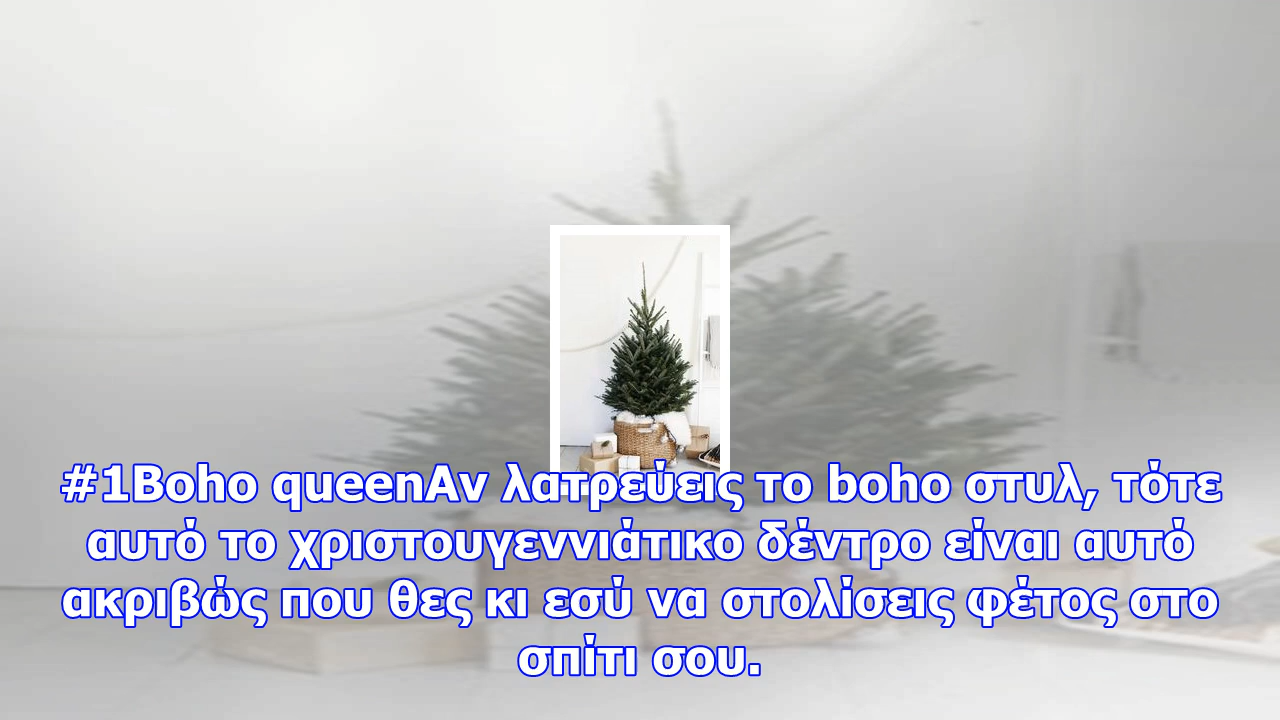 #1Boho queenΑν λατρεύεις το boho στυλ, τότε
αυτό το χριστουγεννιάτικο δέντρο είναι αυτό
ακριβώς που θες κι εσύ να στολίσεις φέτος στο
σπίτι σου.